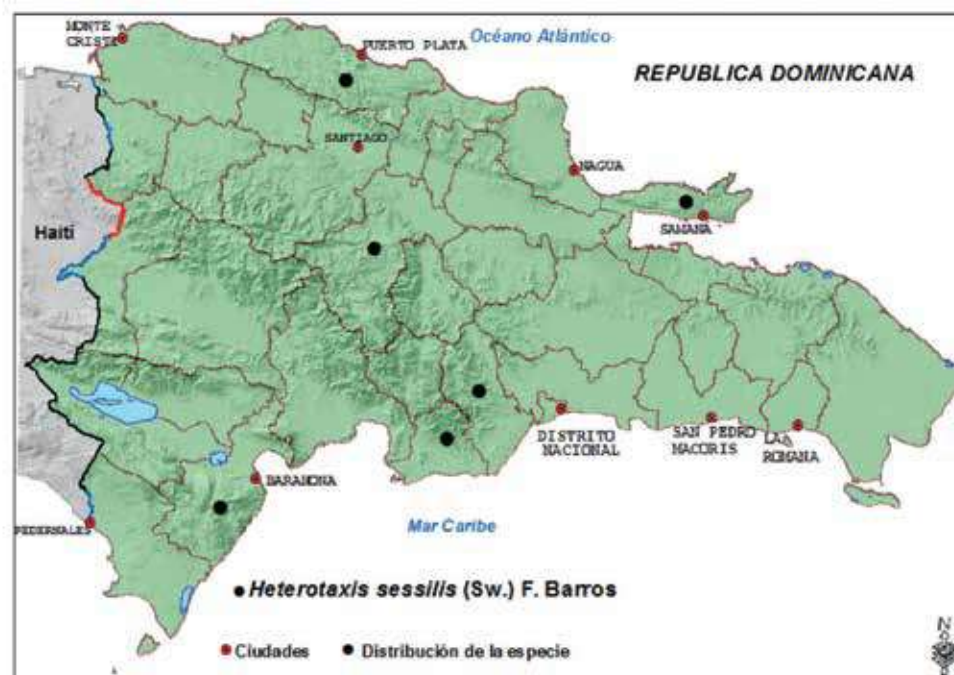 MONTE
CRISTI
PUERTO PLATA
Océano Atlántico
REPUBLICA DOMINICANA
SANTIAGO
NAGUA
SAMANA
Haití
DISTRITO
NACIONAL
SAN PEDRO
MACORIS
LA
ROMANA
BARAHONA
PEDERNALES
Mar Caribe
Heterotaxis sessilis (Sw.) F. Barros
Ciudades
Distribución de la especie
N